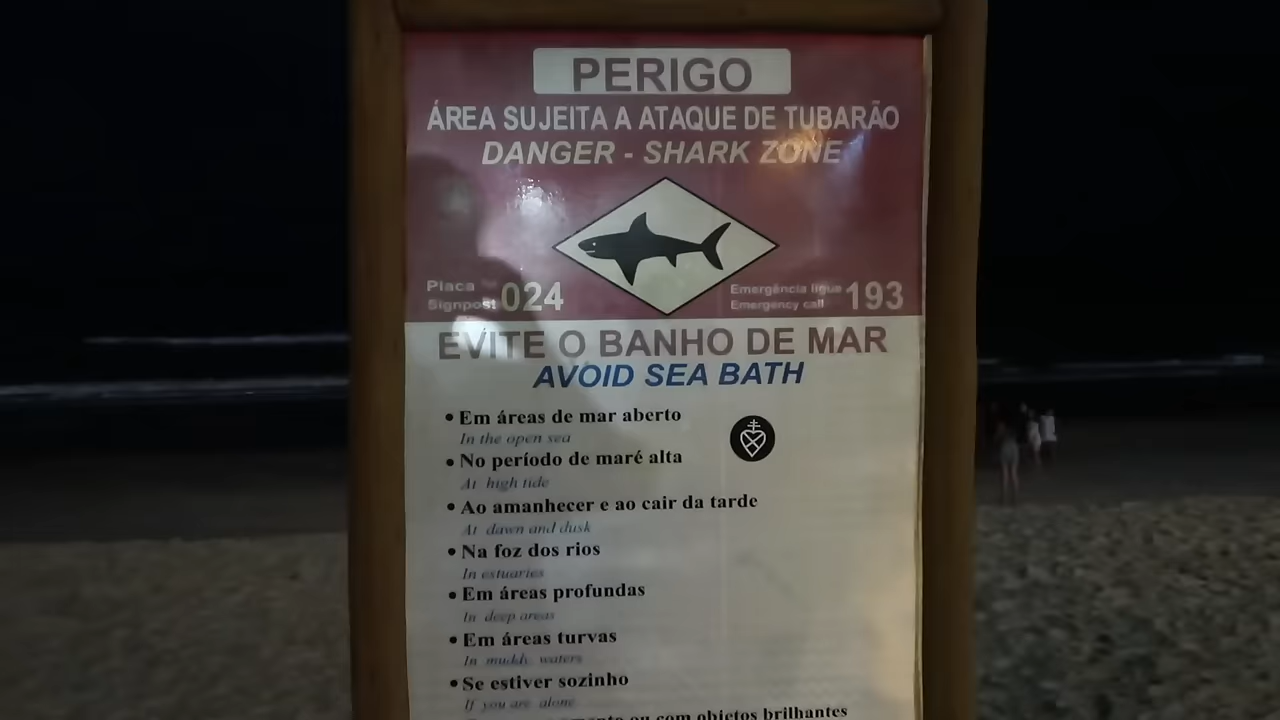 PERIGO
ÁREA SUJEITA A ATAQUE DE TUBARÃO
DANGER - SHARK ZONE
Placa
Signpost 024
Emergência ligue
Emergency call 193
EVITE O BANHO DE MAR
AVOID SEA BATH
• Em áreas de mar aberto
In the open sea
• No período de maré alta
At high tide
• Ao amanhecer e ao cair da tarde
At dawn and dusk
• Na foz dos rios
In estuaries
• Em áreas profundas
In deep areas
• Em áreas turvas
In muddy waters
• Se estiver sozinho
If you are alone
ou com objetos brilhantes